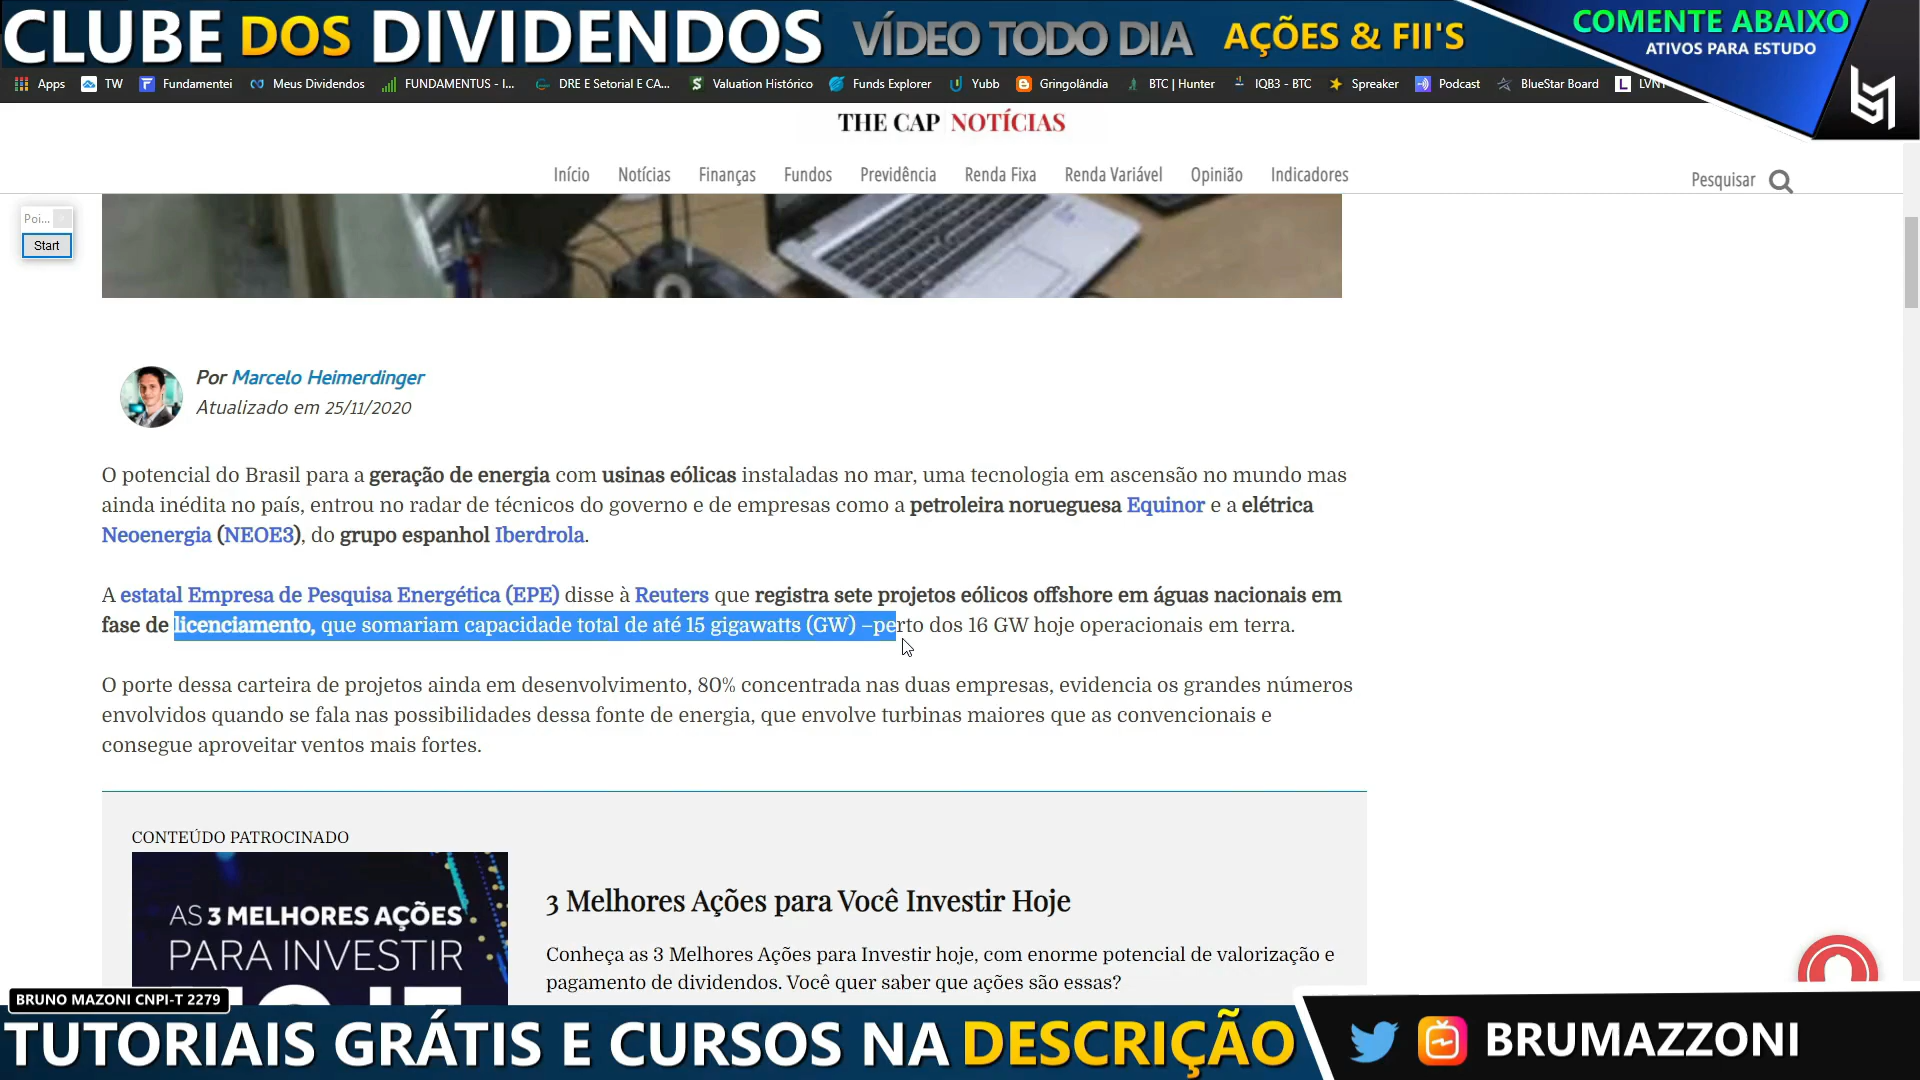 CLUBE DOS DIVIDENDOS VÍDEO TODO DIA AÇÕES & FII'S
COMENTE ABAIXO
ATIVOS PARA ESTUDO
Apps TW Fundamentei Meus Dividendos FUNDAMENTUS - I... DRE E Setorial E CA... Valuation Histórico Funds Explorer Yubb Gringolândia BTC | Hunter IQB3 - BTC Spreaker Podcast BlueStar Board
THE CAP NOTÍCIAS
Início Notícias Finanças Fundos Previdência Renda Fixa Renda Variável Opinião Indicadores
Pesquisar
Poi...
Start
Por Marcelo Heimerdinger
Atualizado em 25/11/2020
O potencial do Brasil para a geração de energia com usinas eólicas instaladas no mar, uma tecnologia em ascensão no mundo mas
ainda inédita no país, entrou no radar de técnicos do governo e de empresas como a petroleira norueguesa Equinor e a elétrica
Neoenergia (NEOE3), do grupo espanhol Iberdrola.
A estatal Empresa de Pesquisa Energética (EPE) disse à Reuters que registra sete projetos eólicos offshore em águas nacionais em
fase de licenciamento, que somariam capacidade total de até 15 gigawatts (GW) –perto dos 16 GW hoje operacionais em terra.
O porte dessa carteira de projetos ainda em desenvolvimento, 80% concentrada nas duas empresas, evidencia os grandes números
envolvidos quando se fala nas possibilidades dessa fonte de energia, que envolve turbinas maiores que as convencionais e
consegue aproveitar ventos mais fortes.
CONTEÚDO PATROCINADO
AS 3 MELHORES AÇÕES
PARA INVESTIR
3 Melhores Ações para Você Investir Hoje
Conheça as 3 Melhores Ações para Investir hoje, com enorme potencial de valorização e
pagamento de dividendos. Você quer saber que ações são essas?
BRUNO MAZONI CNPI-T 2279
TUTORIAIS GRÁTIS E CURSOS NA DESCRIÇÃO
BRUMAZZONI